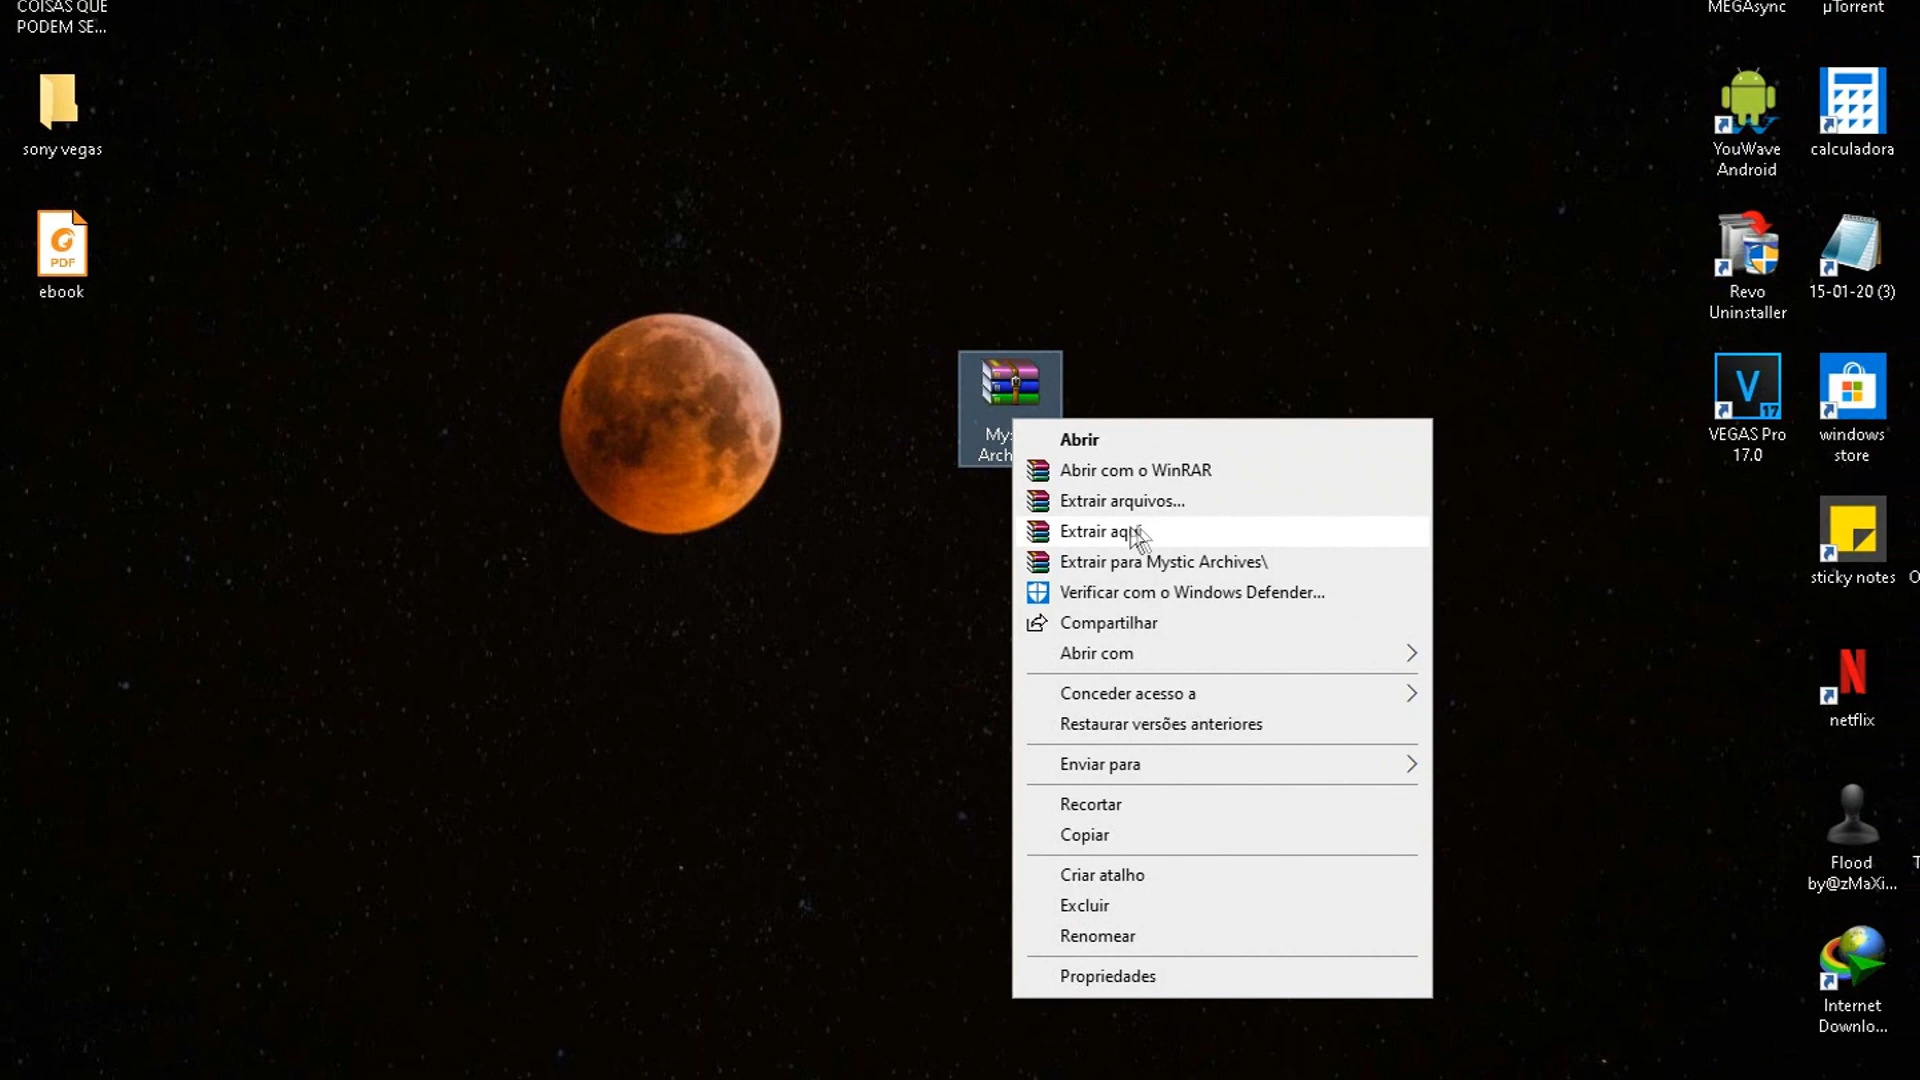 COISAS QUE
PODEM SE...
sony vegas
PDF
ebook
Abrir
Abrir com o WinRAR
Extrair arquivos...
Extrair aqui
Extrair para Mystic Archives\
Verificar com o Windows Defender...
Compartilhar
Abrir com
Conceder acesso a
Restaurar versões anteriores
Enviar para
Recortar
Copiar
Criar atalho
Excluir
Renomear
Propriedades
MEGAsync
µTorrent
YouWave
Android
calculadora
Revo
Uninstaller
15-01-20 (3)
V
17
VEGAS Pro
17.0
windows
store
sticky notes
N
netflix
Flood
by@zMaXi...
Internet
Downlo...